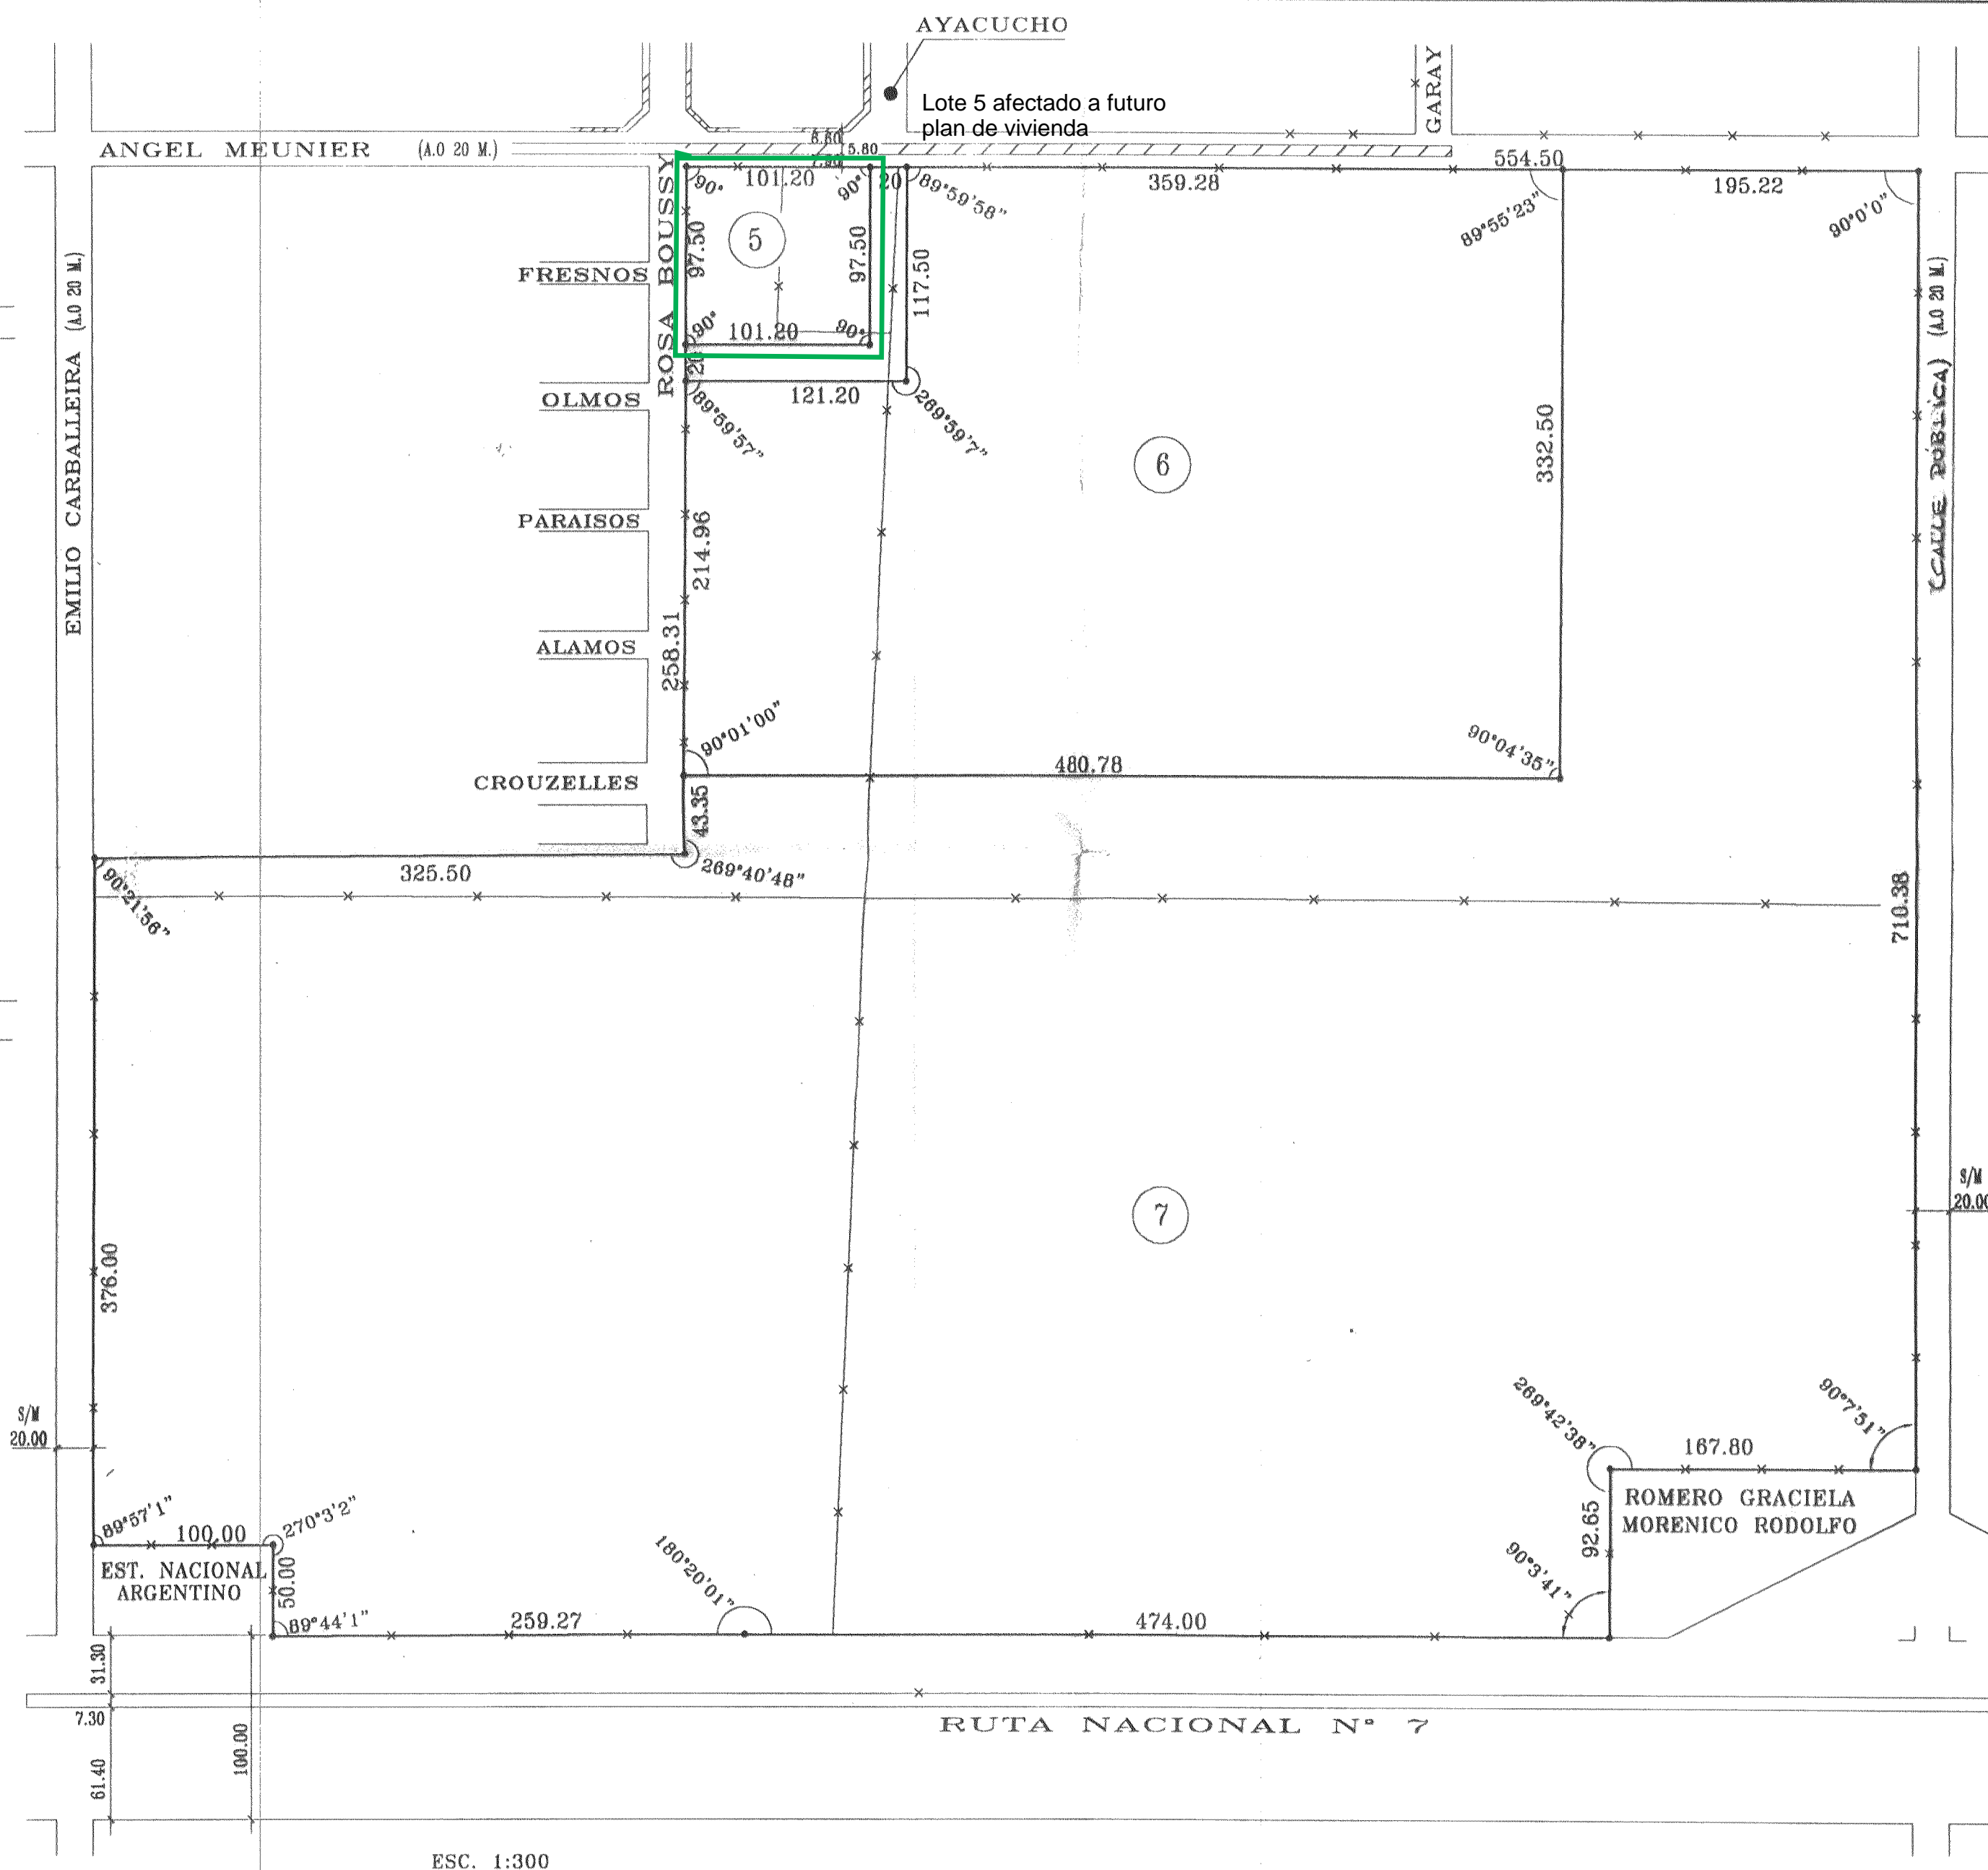 AYACUCHO
Lote 5 afectado a futuro
plan de vivienda
GARAY
ANGEL MEUNIER (A.O 20 M.)
6.60
5.80
7.90
554.50
101.20
20
359.28
195.22
90°
90°
89°59'58"
89°55'23"
90°0'0"
ROSA BOUSSY
5
97.50
97.50
117.50
FRESNOS
EMILIO CARBALLEIRA (A.O 20 M.)
(CALLE PÚBLICA) (A.O 20 M.)
90°
101.20
90°
20
OLMOS
121.20
89°59'57"
269°59'7"
332.50
6
PARAISOS
214.96
258.31
ALAMOS
90°01'00"
90°04'35"
480.78
CROUZELLES
43.35
325.50
269°40'48"
90°21'56"
710.38
7
S/M
20.00
376.00
S/M
20.00
269°42'38"
90°7'51"
167.80
ROMERO GRACIELA
MORENICO RODOLFO
92.65
89°57'1"
100.00
270°3'2"
EST. NACIONAL
ARGENTINO
50.00
180°20'01"
90°3'41"
89°44'1"
259.27
474.00
31.30
7.30
RUTA NACIONAL N° 7
61.40
100.00
ESC. 1:300